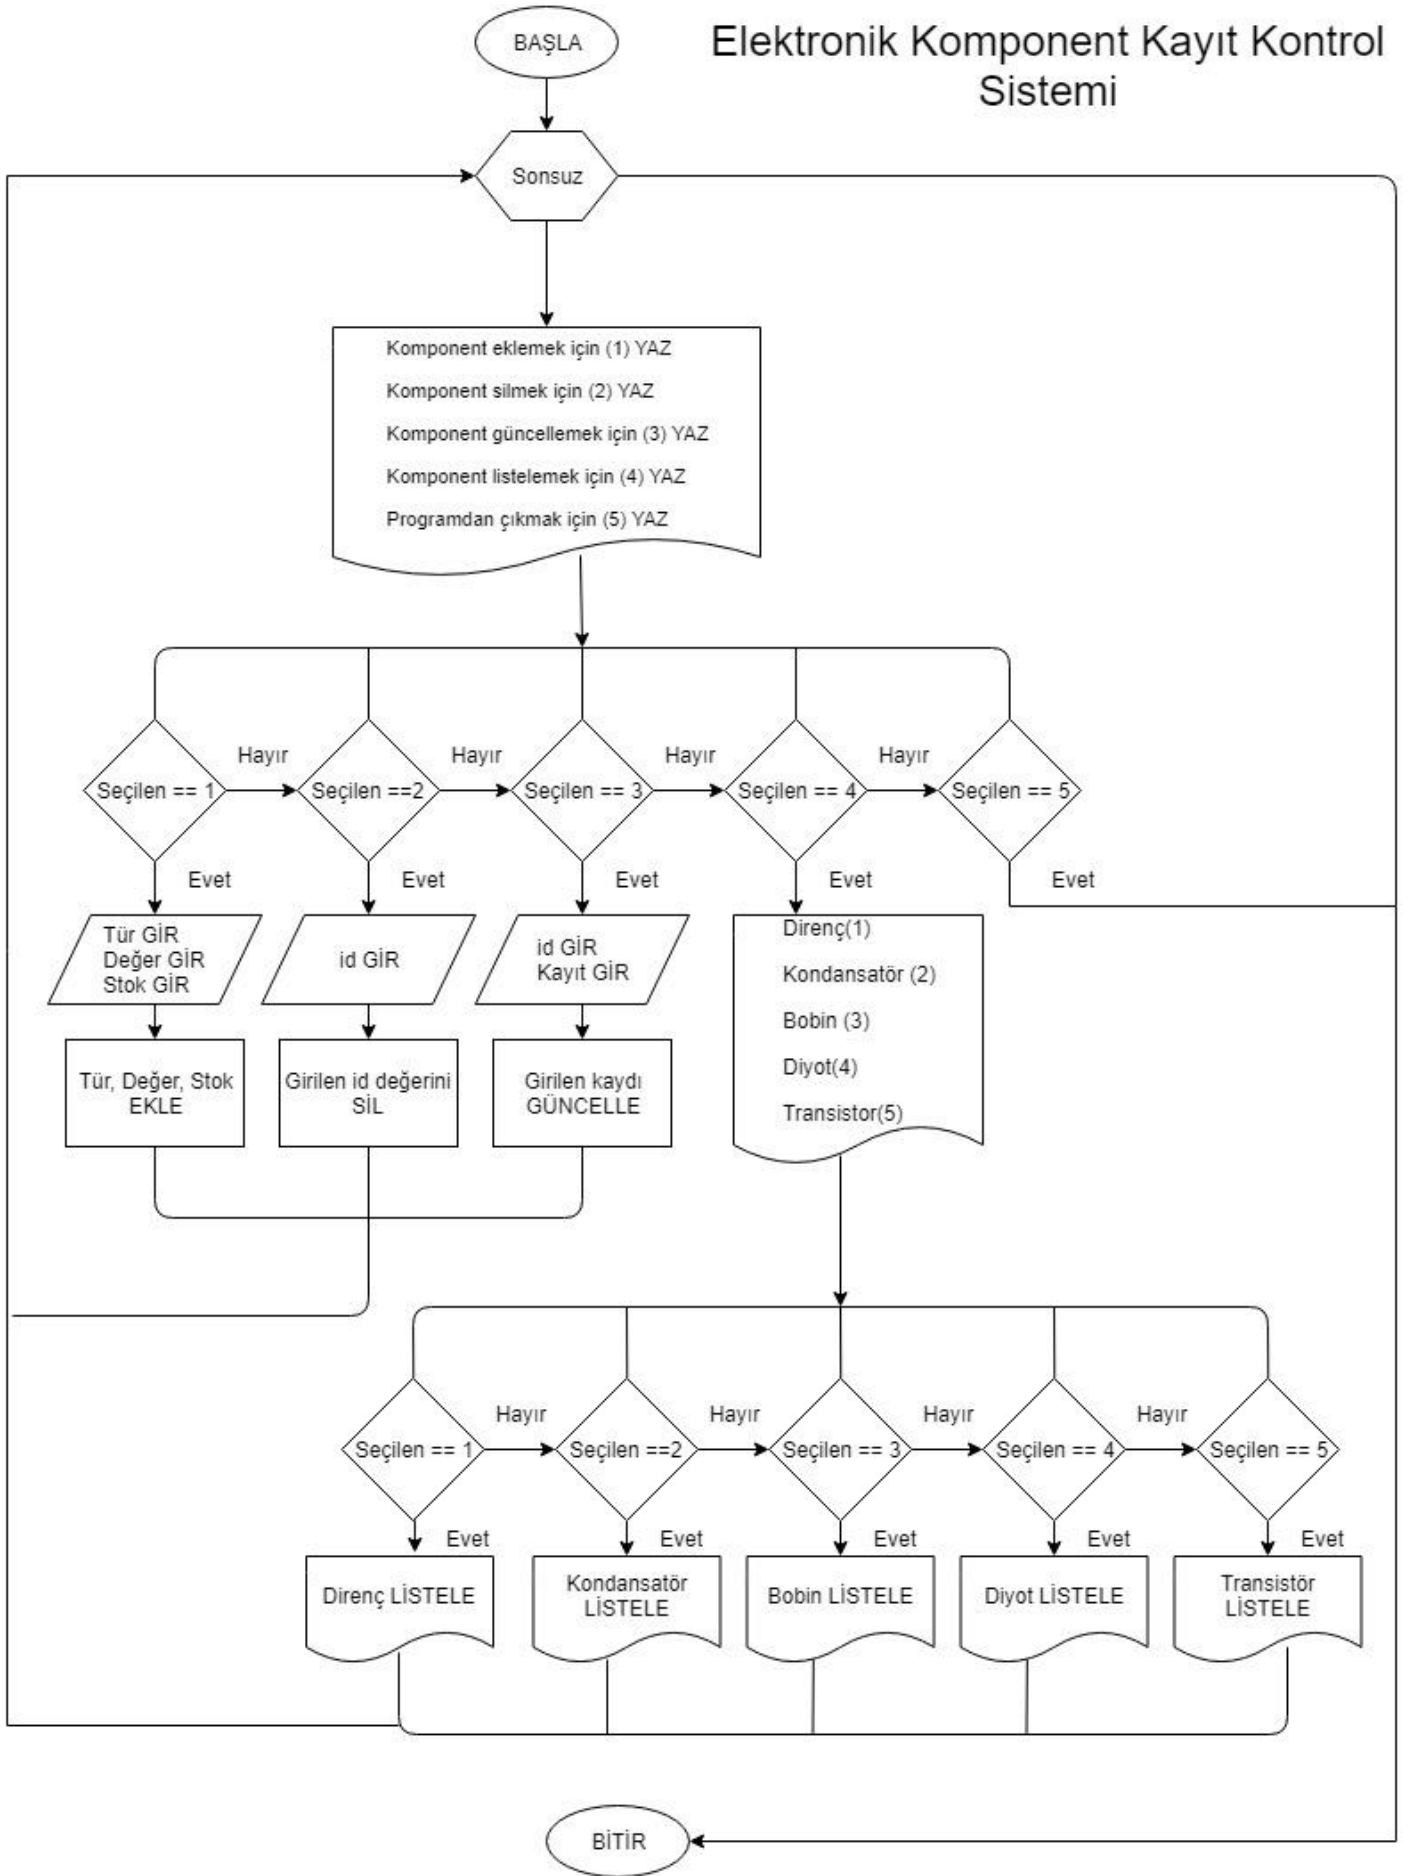 Elektronik Komponent Kayıt Kontrol
Sistemi
BAŞLA
Sonsuz
Komponent eklemek için (1) YAZ
Komponent silmek için (2) YAZ
Komponent güncellemek için (3) YAZ
Komponent listelemek için (4) YAZ
Programdan çıkmak için (5) YAZ
Hayır
Hayır
Hayır
Hayır
Seçilen == 1
Seçilen ==2
Seçilen == 3
Seçilen == 4
Seçilen == 5
Evet
Evet
Evet
Evet
Evet
Tür GİR
Değer GİR
Stok GİR
id GİR
id GİR
Kayıt GİR
Direnç(1)
Kondansatör (2)
Bobin (3)
Diyot(4)
Transistor(5)
Tür, Değer, Stok
EKLE
Girilen id değerini
SİL
Girilen kaydı
GÜNCELLE
Hayır
Hayır
Hayır
Hayır
Seçilen == 1
Seçilen ==2
Seçilen == 3
Seçilen == 4
Seçilen == 5
Evet
Evet
Evet
Evet
Evet
Direnç LİSTELE
Kondansatör
LİSTELE
Bobin LİSTELE
Diyot LİSTELE
Transistör
LİSTELE
BİTİR